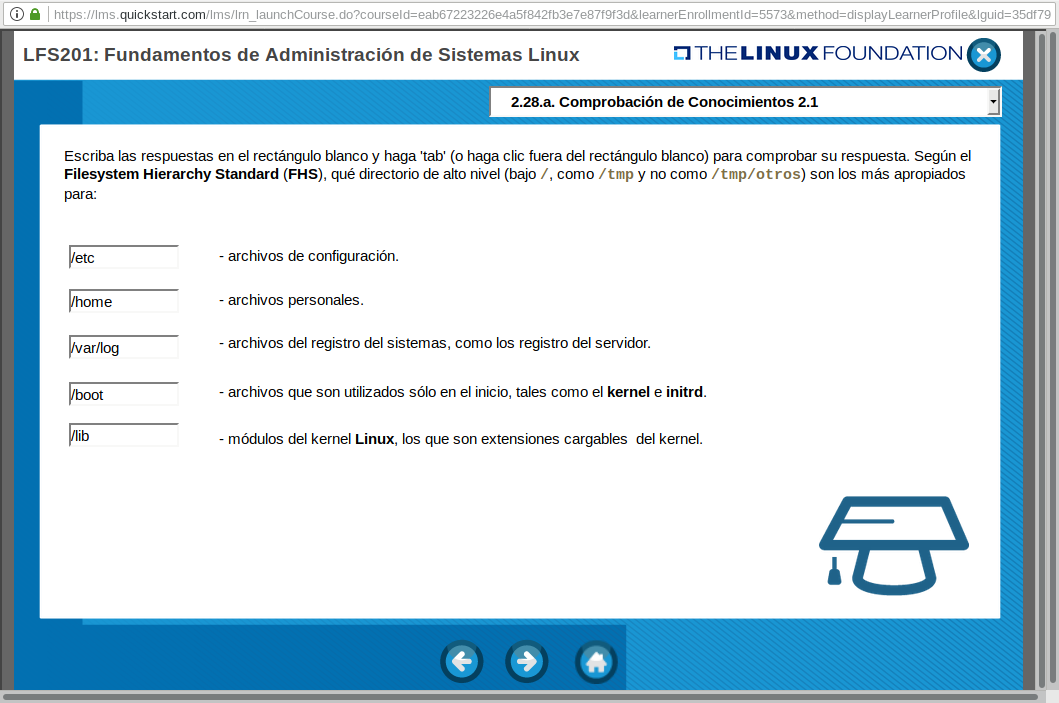 https://lms.quickstart.com/lms/lrn_launchCourse.do?courseId=eab67223226e4a5f842fb3e7e87f9f3d&learnerEnrollmentId=5573&method=displayLearnerProfile&lguid=35df79
LFS201: Fundamentos de Administración de Sistemas Linux
THE LINUX FOUNDATION
2.28.a. Comprobación de Conocimientos 2.1
Escriba las respuestas en el rectángulo blanco y haga 'tab' (o haga clic fuera del rectángulo blanco) para comprobar su respuesta. Según el
Filesystem Hierarchy Standard (FHS), qué directorio de alto nivel (bajo /, como /tmp y no como /tmp/otros) son los más apropiados
para:
/etc - archivos de configuración.
/home - archivos personales.
/var/log - archivos del registro del sistemas, como los registro del servidor.
/boot - archivos que son utilizados sólo en el inicio, tales como el kernel e initrd.
/lib - módulos del kernel Linux, los que son extensiones cargables  del kernel.